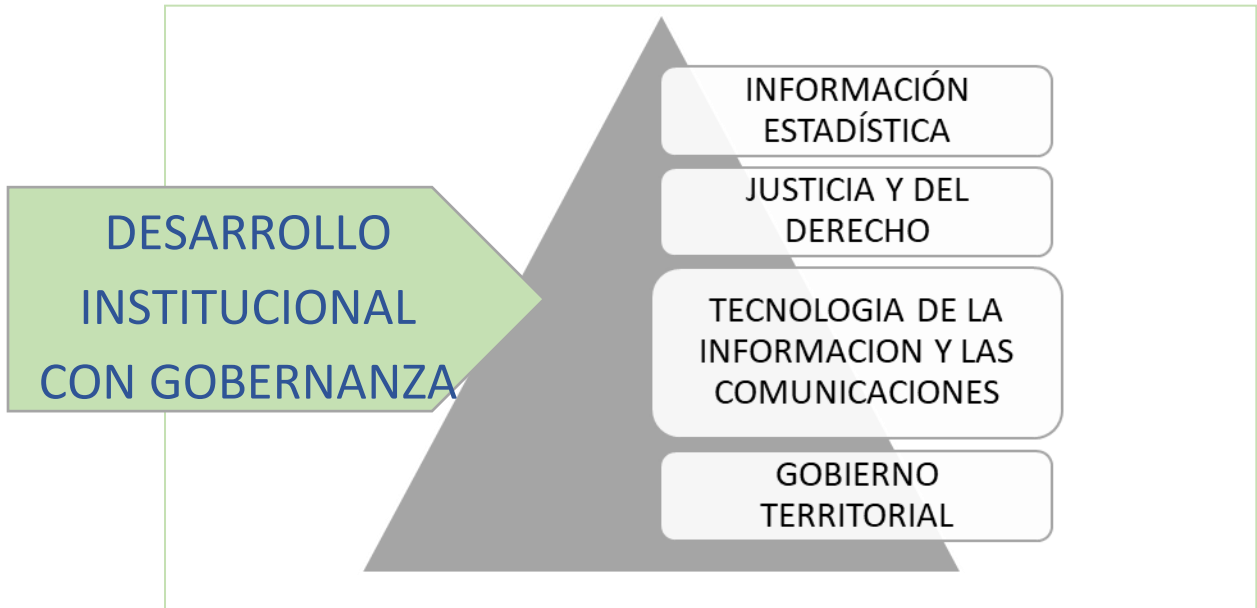 DESARROLLO
INSTITUCIONAL
CON GOBERNANZA
INFORMACIÓN
ESTADÍSTICA
JUSTICIA Y DEL
DERECHO
TECNOLOGIA DE LA
INFORMACION Y LAS
COMUNICACIONES
GOBIERNO
TERRITORIAL